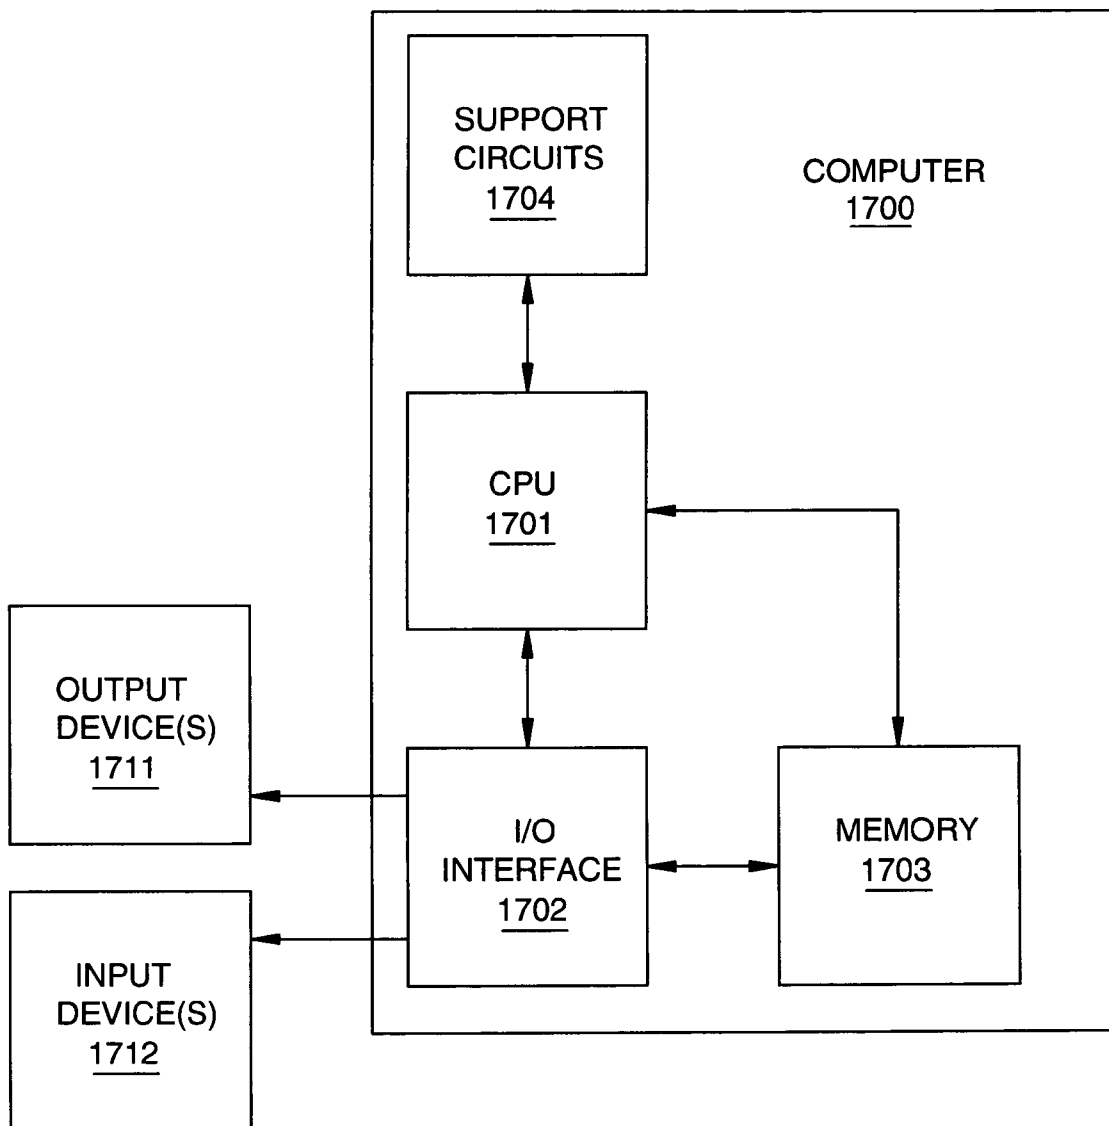 SUPPORT
CIRCUITS
1704
COMPUTER
1700
CPU
1701
OUTPUT
DEVICE(S)
1711
I/O
INTERFACE
1702
MEMORY
1703
INPUT
DEVICE(S)
1712